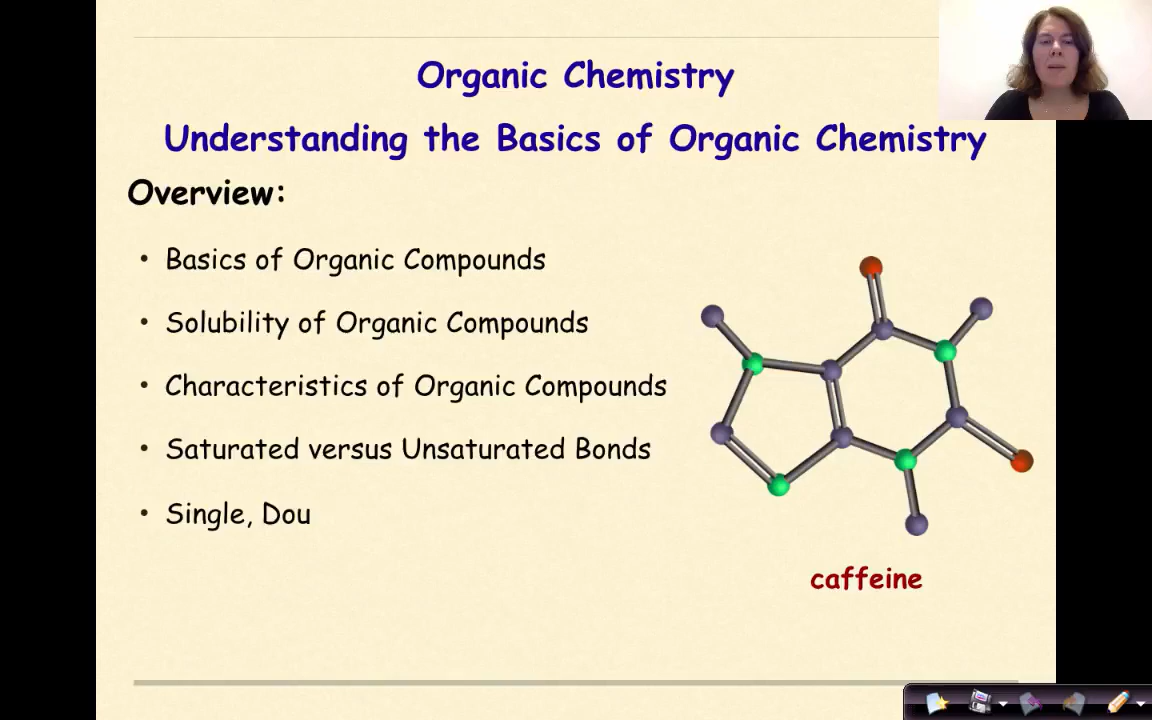 Organic Chemistry
Understanding the Basics of Organic Chemistry
Overview:
• Basics of Organic Compounds
• Solubility of Organic Compounds
• Characteristics of Organic Compounds
• Saturated versus Unsaturated Bonds
• Single, Dou
caffeine